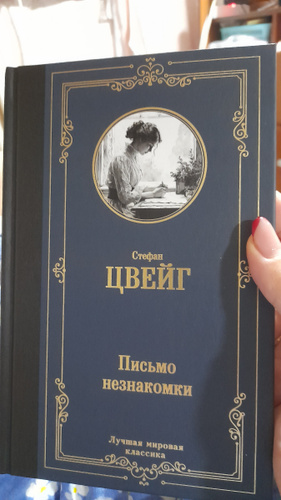 Стефан
ЦВЕЙГ
Письмо
незнакомки
Лучшая мировая
классика